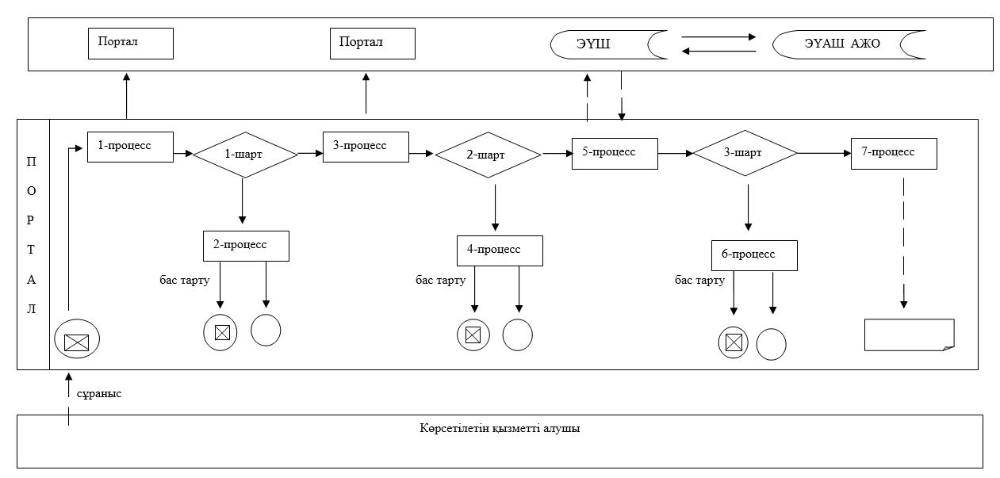 Портал
Портал
ЭҮШ
ЭҮАШ АЖО
П
О
Р
Т
А
Л
1-процесс
1-шарт
3-процесс
2-шарт
5-процесс
3-шарт
7-процесс
2-процесс
4-процесс
6-процесс
бас тарту
бас тарту
бас тарту
сұраныс
Көрсетілетін қызметті алушы